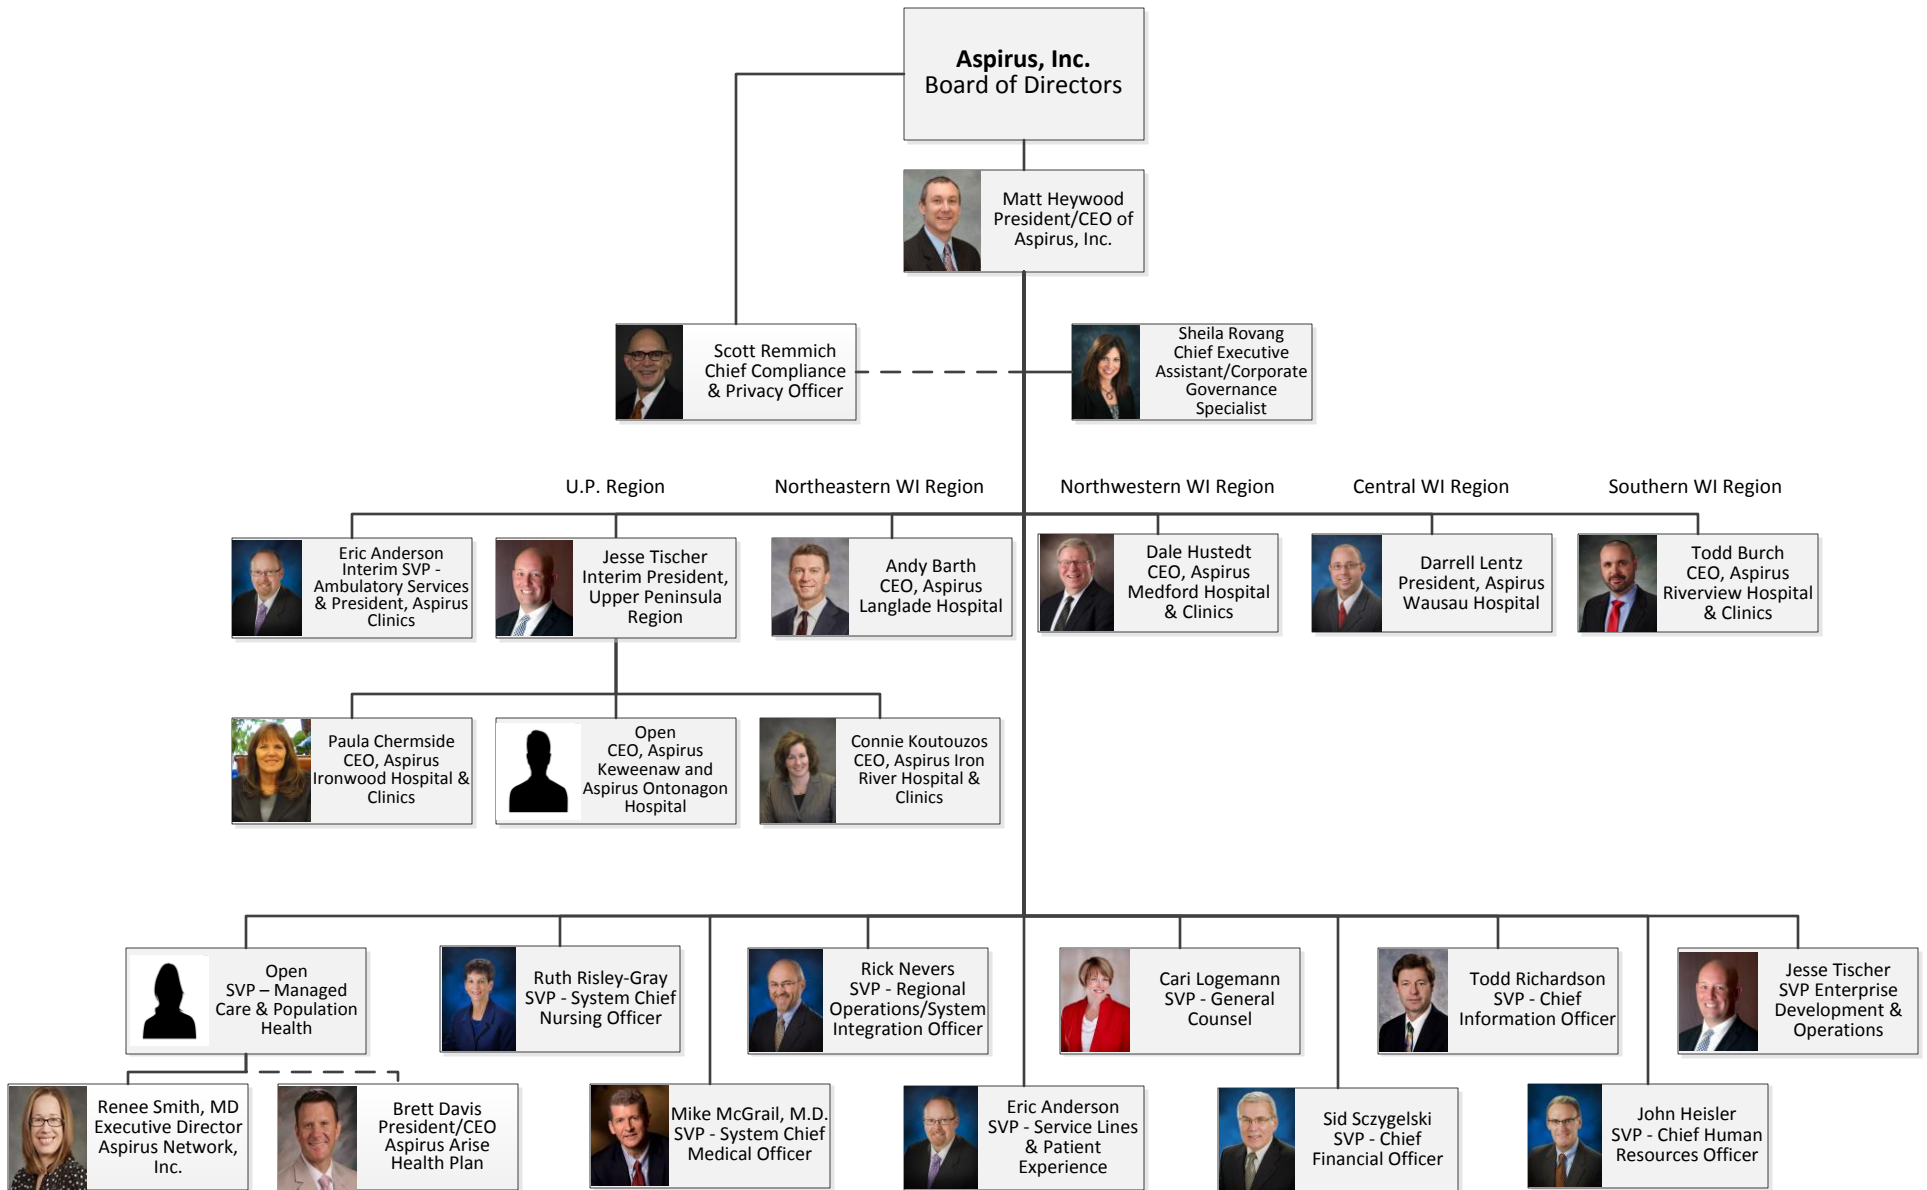 Aspirus, Inc.
Board of Directors
Matt Heywood
President/CEO of
Aspirus, Inc.
Scott Remmich
Chief Compliance
& Privacy Officer
Sheila Rovang
Chief Executive
Assistant/Corporate
Governance
Specialist
U.P. Region
Northeastern WI Region
Northwestern WI Region
Central WI Region
Southern WI Region
Eric Anderson
Interim SVP -
Ambulatory Services
& President, Aspirus
Clinics
Jesse Tischer
Interim President,
Upper Peninsula
Region
Andy Barth
CEO, Aspirus
Langlade Hospital
Dale Hustedt
CEO, Aspirus
Medford Hospital
& Clinics
Darrell Lentz
President, Aspirus
Wausau Hospital
Todd Burch
CEO, Aspirus
Riverview Hospital
& Clinics
Paula Chermside
CEO, Aspirus
Ironwood Hospital &
Clinics
Open
CEO, Aspirus
Keweenaw and
Aspirus Ontonagon
Hospital
Connie Koutouzos
CEO, Aspirus Iron
River Hospital &
Clinics
Open
SVP – Managed
Care & Population
Health
Ruth Risley-Gray
SVP - System Chief
Nursing Officer
Rick Nevers
SVP - Regional
Operations/System
Integration Officer
Cari Logemann
SVP - General
Counsel
Todd Richardson
SVP - Chief
Information Officer
Jesse Tischer
SVP Enterprise
Development &
Operations
Renee Smith, MD
Executive Director
Aspirus Network,
Inc.
Brett Davis
President/CEO
Aspirus Arise
Health Plan
Mike McGrail, M.D.
SVP - System Chief
Medical Officer
Eric Anderson
SVP - Service Lines
& Patient
Experience
Sid Sczygelski
SVP - Chief
Financial Officer
John Heisler
SVP - Chief Human
Resources Officer